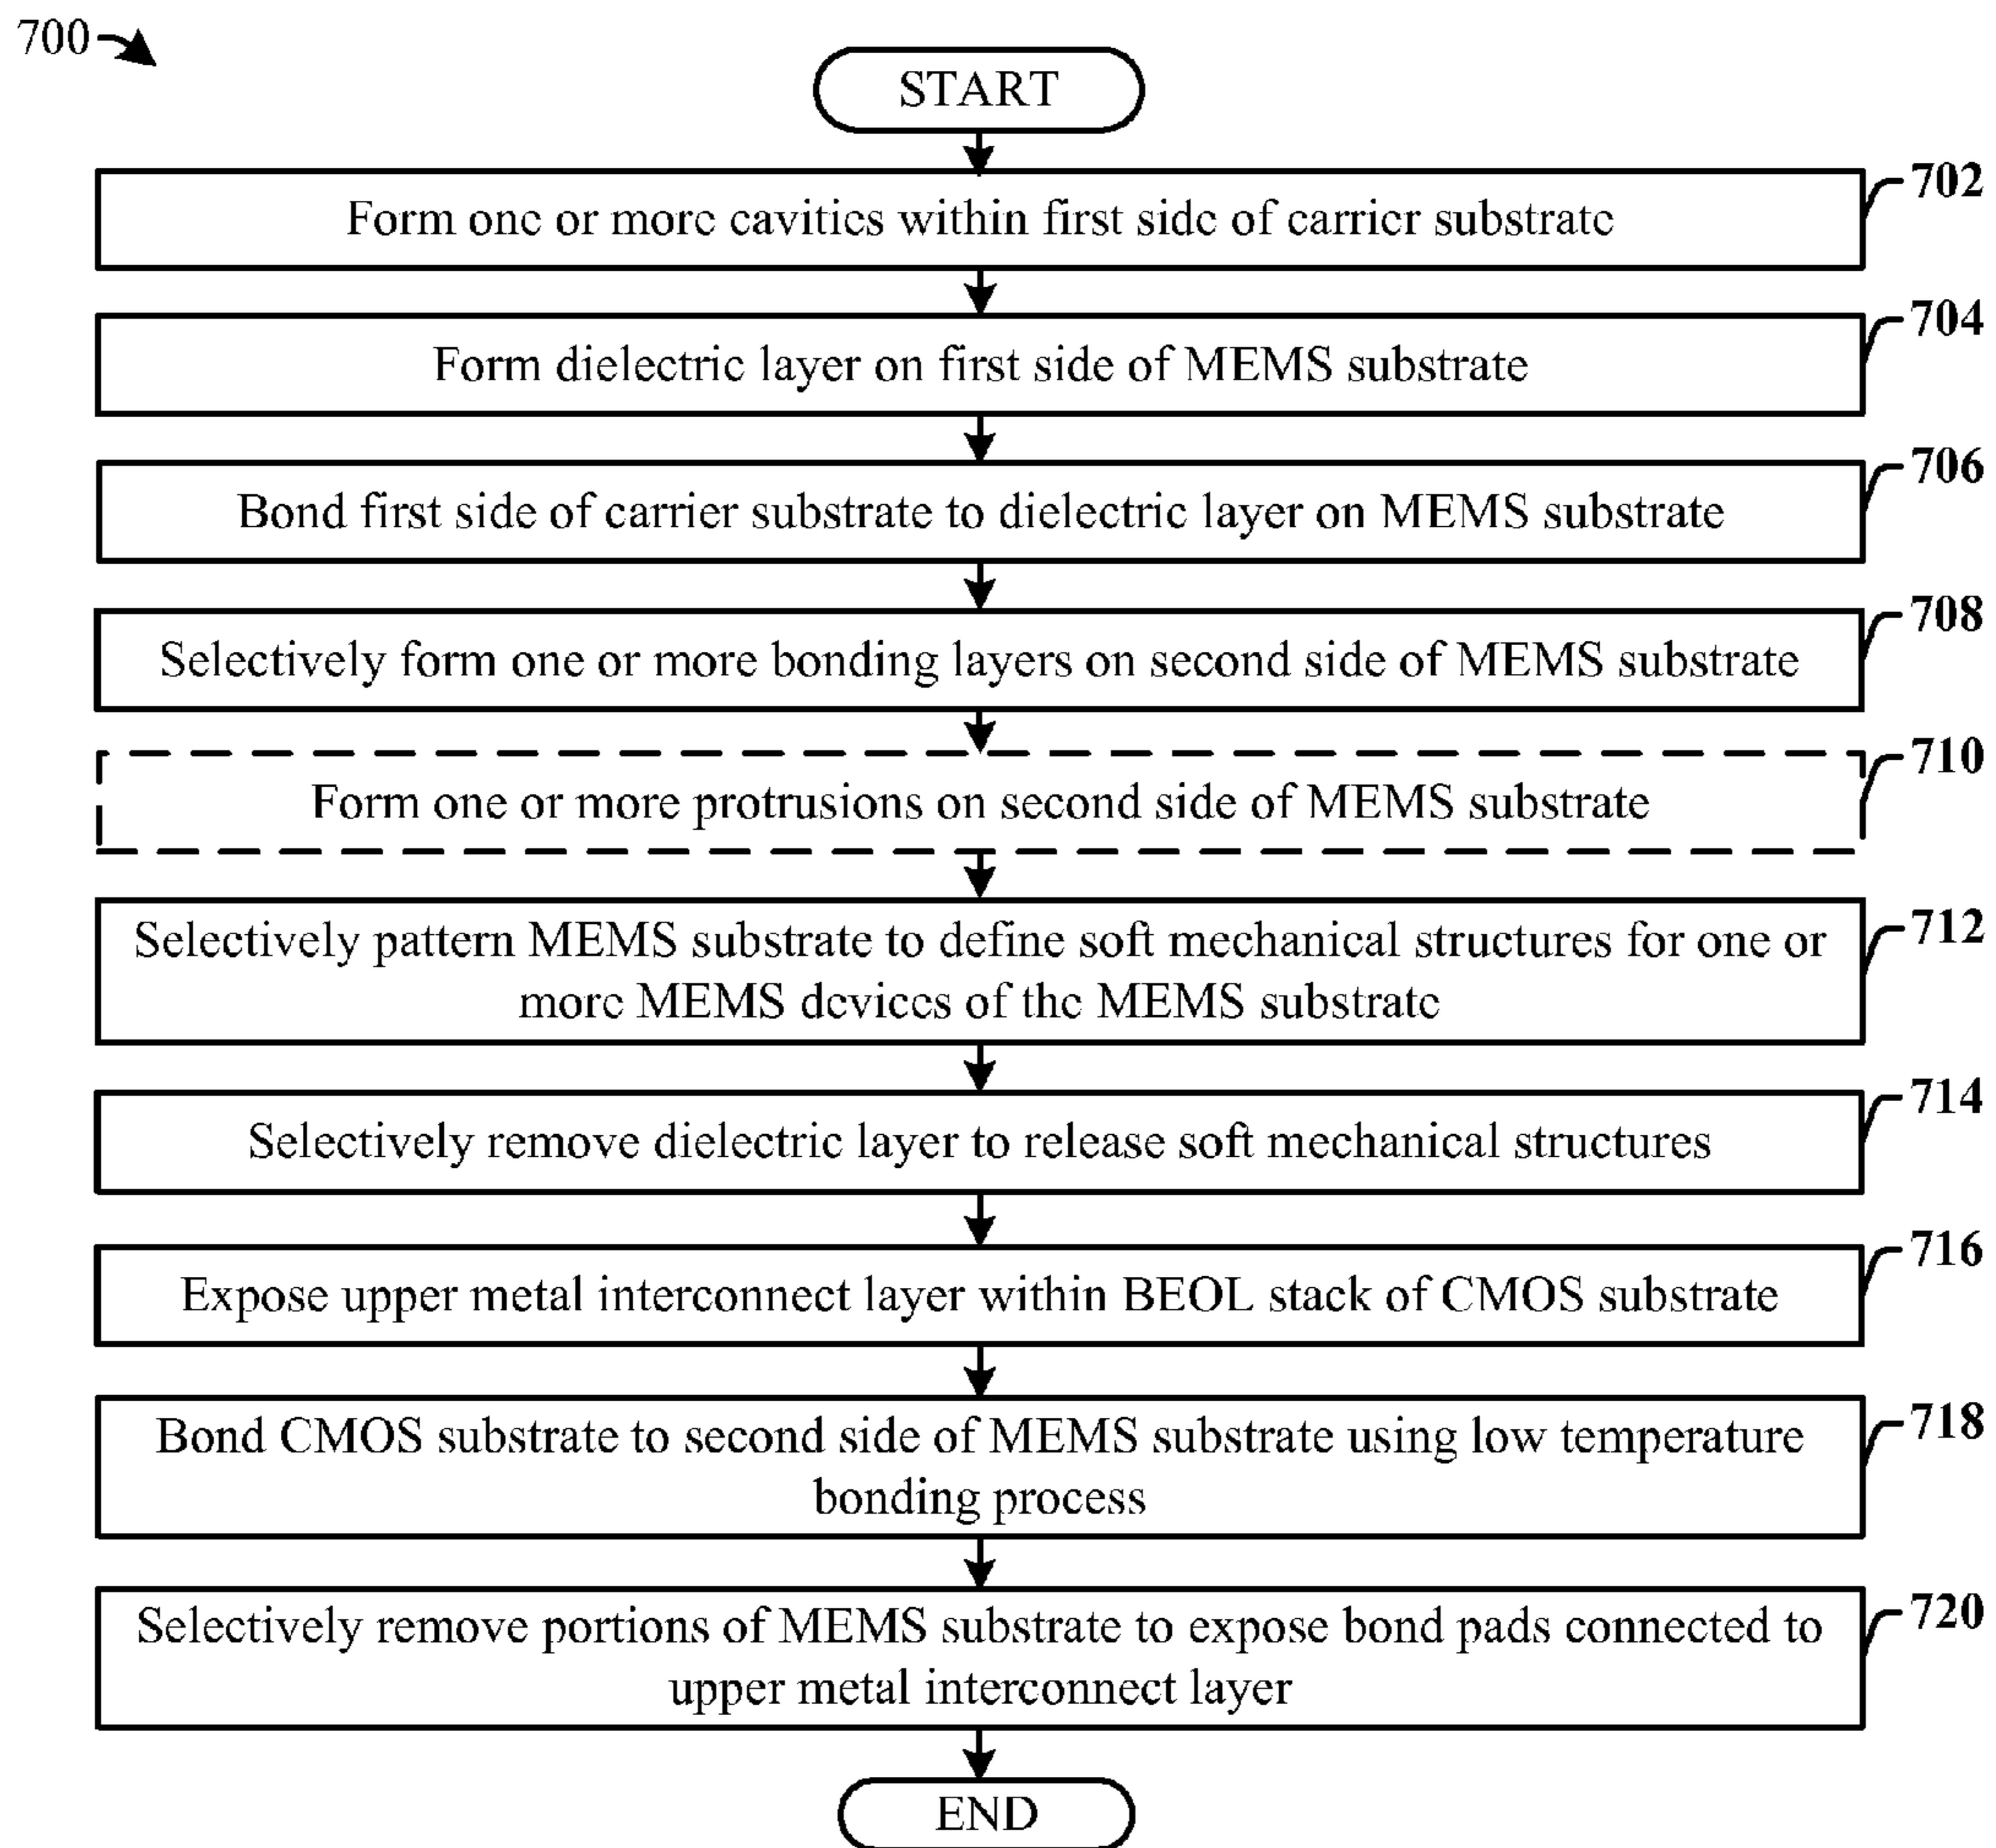 700
START
702
Form one or more cavities within first side of carrier substrate
704
Form dielectric layer on first side of MEMS substrate
706
Bond first side of carrier substrate to dielectric layer on MEMS substrate
708
Selectively form one or more bonding layers on second side of MEMS substrate
710
Form one or more protrusions on second side of MEMS substrate
712
Selectively pattern MEMS substrate to define soft mechanical structures for one or
more MEMS devices of the MEMS substrate
714
Selectively remove dielectric layer to release soft mechanical structures
716
Expose upper metal interconnect layer within BEOL stack of CMOS substrate
718
Bond CMOS substrate to second side of MEMS substrate using low temperature
bonding process
720
Selectively remove portions of MEMS substrate to expose bond pads connected to
upper metal interconnect layer
END